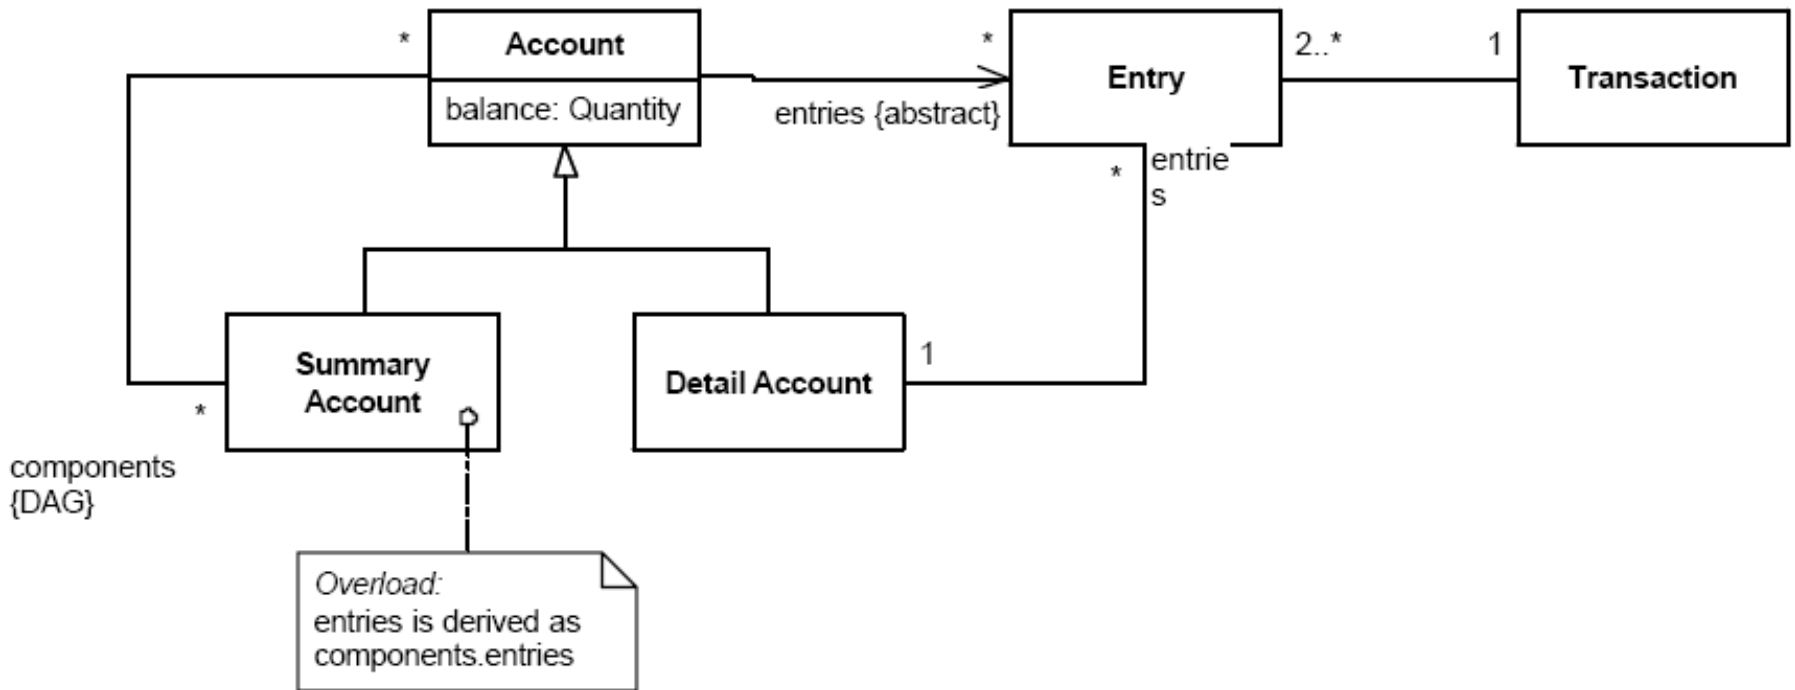 *
Account
balance: Quantity
*
entries {abstract}
Entry
2..*
1
Transaction
*
entrie
s
Summary
Account
*
components
{DAG}
Detail Account
1
Overload:
entries is derived as
components.entries